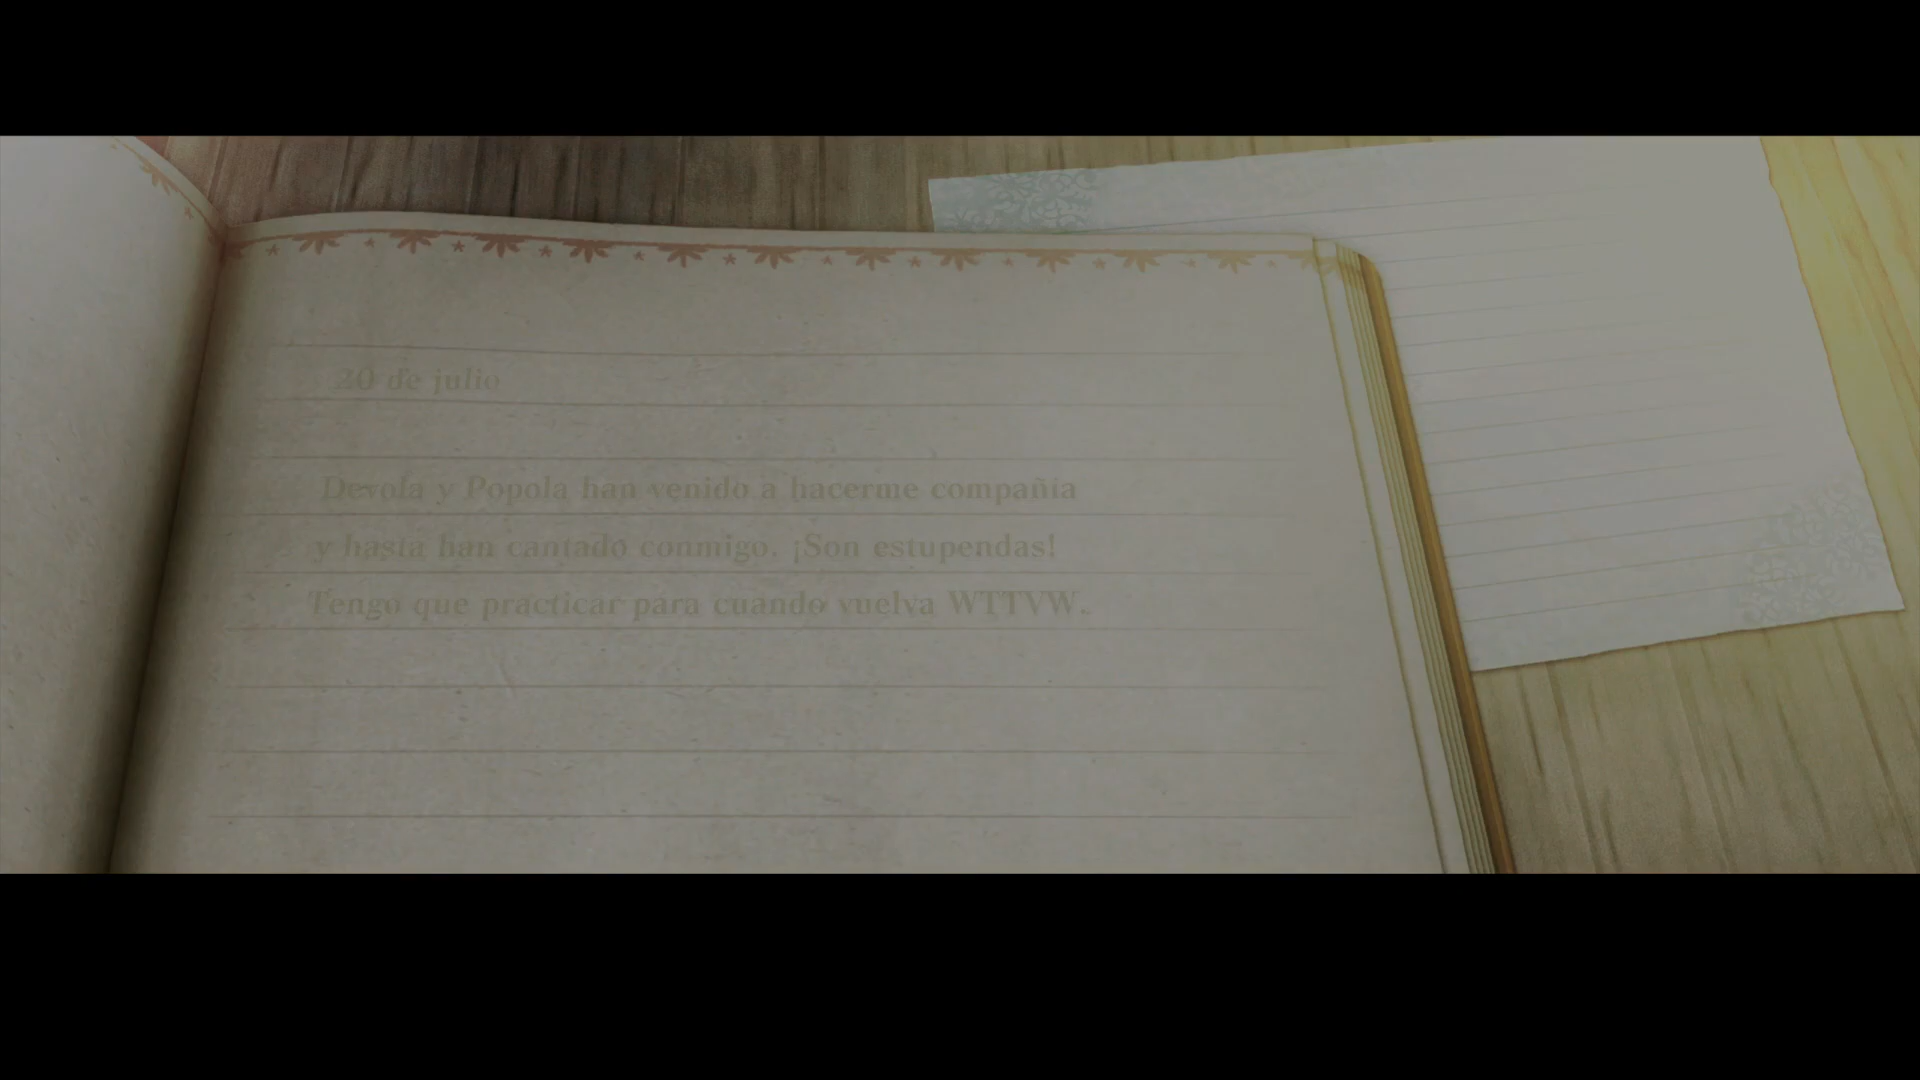 20 de julio
Devola y Popola han venido a hacerme compañía
y hasta han cantado conmigo. ¡Son estupendas!
Tengo que practicar para cuando vuelva WTTVW.